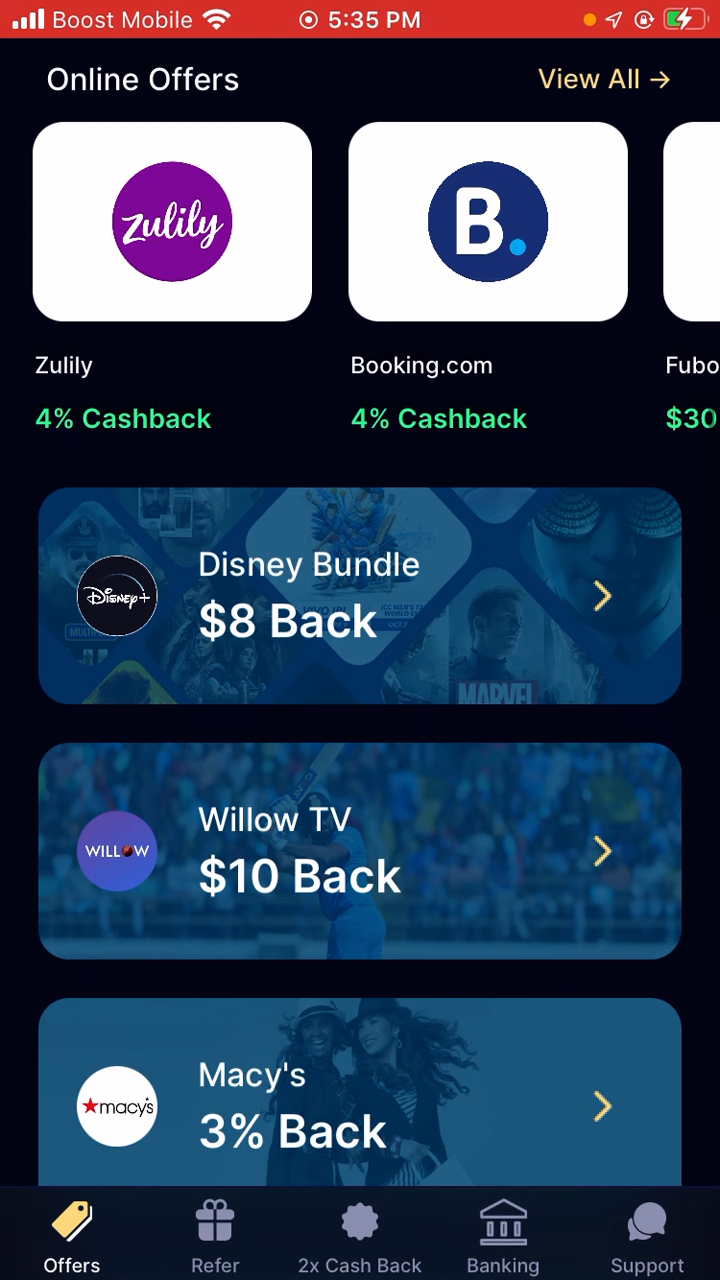 Boost Mobile 5:35 PM
Online Offers View All →
zulily
B.
Zulily Booking.com Fubo
4% Cashback 4% Cashback $30
Disney+
Disney Bundle
$8 Back
MARVEL
WILLOW
Willow TV
$10 Back
★macy's
Macy's
3% Back
Offers Refer 2x Cash Back Banking Support